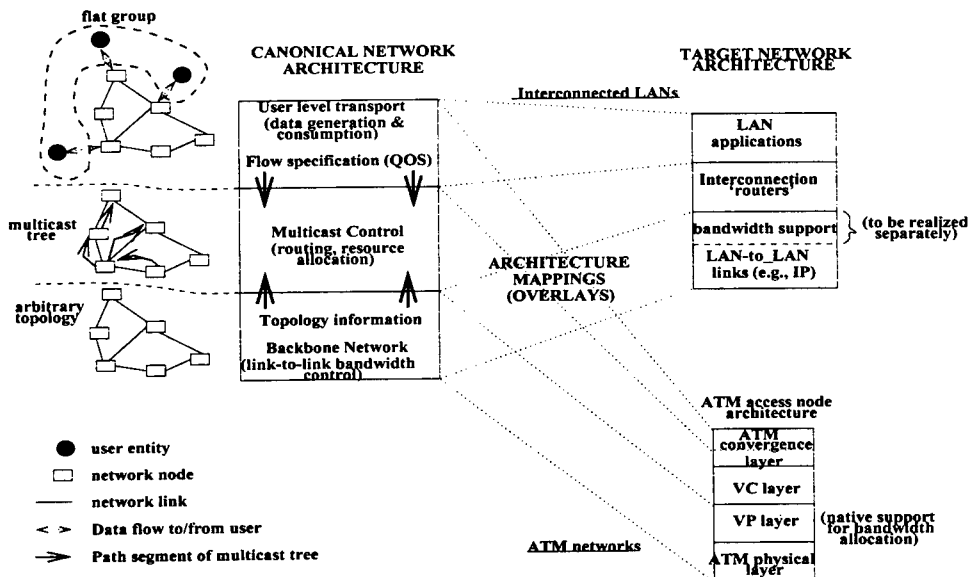 flat group
CANONICAL NETWORK
ARCHITECTURE
TARGET NETWORK
ARCHITECTURE
User level transport
(data generation &
consumption)
Flow specification (QOS)
Interconnected LANs
LAN
applications
Interconnection
'routers'
bandwidth support
(to be realized
separately)
LAN-to_LAN
links (e.g., IP)
multicast
tree
Multicast Control
(routing, resource
allocation)
ARCHITECTURE
MAPPINGS
(OVERLAYS)
arbitrary
topology
Topology information
Backbone Network
(link-to-link bandwidth
control)
ATM access node
architecture
ATM
convergence
layer
VC layer
VP layer
(native support
for bandwidth
allocation)
ATM physical
layer
ATM networks
user entity
network node
network link
Data flow to/from user
Path segment of multicast tree